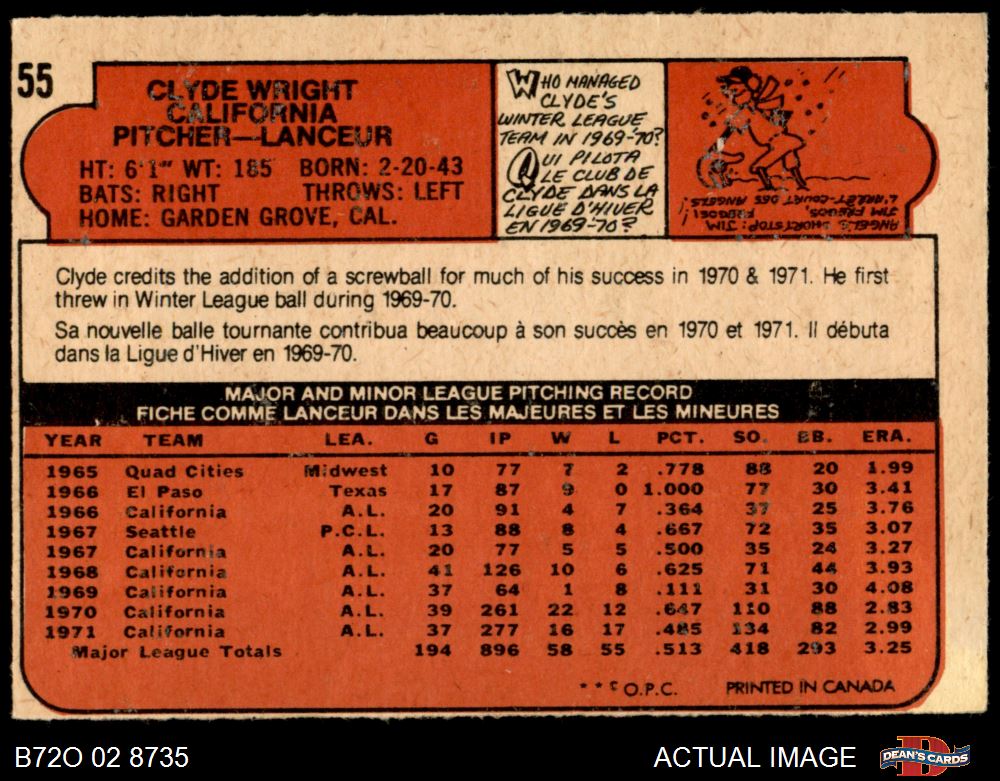 55
CLYDE WRIGHT
CALIFORNIA
PITCHER—LANCEUR
HT: 6'1" WT: 185 BORN: 2-20-43
BATS: RIGHT THROWS: LEFT
HOME: GARDEN GROVE, CAL.
WHO MANAGED
CLYDE'S
WINTER LEAGUE
TEAM IN 1969-'70?
QUI PILOTA
LE CLUB DE
CLYDE DANS LA
LIGUE D'HIVER
EN 1969-70?
ANGELS SHORTSTOP: JIM
FREGOSI!
JIM FREGOSI,
L'ARRET-COURT DES ANGELS!
Clyde credits the addition of a screwball for much of his success in 1970 & 1971. He first
threw in Winter League ball during 1969-70.
Sa nouvelle balle tournante contribua beaucoup à son succès en 1970 et 1971. Il débuta
dans la Ligue d'Hiver en 1969-70.
MAJOR AND MINOR LEAGUE PITCHING RECORD
FICHE COMME LANCEUR DANS LES MAJEURES ET LES MINEURES
YEAR TEAM LEA. G IP W L PCT. SO. BB. ERA.
1965 Quad Cities Midwest 10 77 7 2 .778 88 20 1.99
1966 El Paso Texas 17 87 9 0 1.000 77 30 3.41
1966 California A.L. 20 91 4 7 .364 37 25 3.76
1967 Seattle P.C.L. 13 88 8 4 .667 72 35 3.07
1967 California A.L. 20 77 5 5 .500 35 24 3.27
1968 California A.L. 41 126 10 6 .625 71 44 3.93
1969 California A.L. 37 64 1 8 .111 31 30 4.08
1970 California A.L. 39 261 22 12 .647 110 88 2.83
1971 California A.L. 37 277 16 17 .485 134 82 2.99
Major League Totals 194 896 58 55 .513 418 293 3.25
* * © O.P.C. PRINTED IN CANADA
B72O 02 8735 ACTUAL IMAGE DEAN'S CARDS